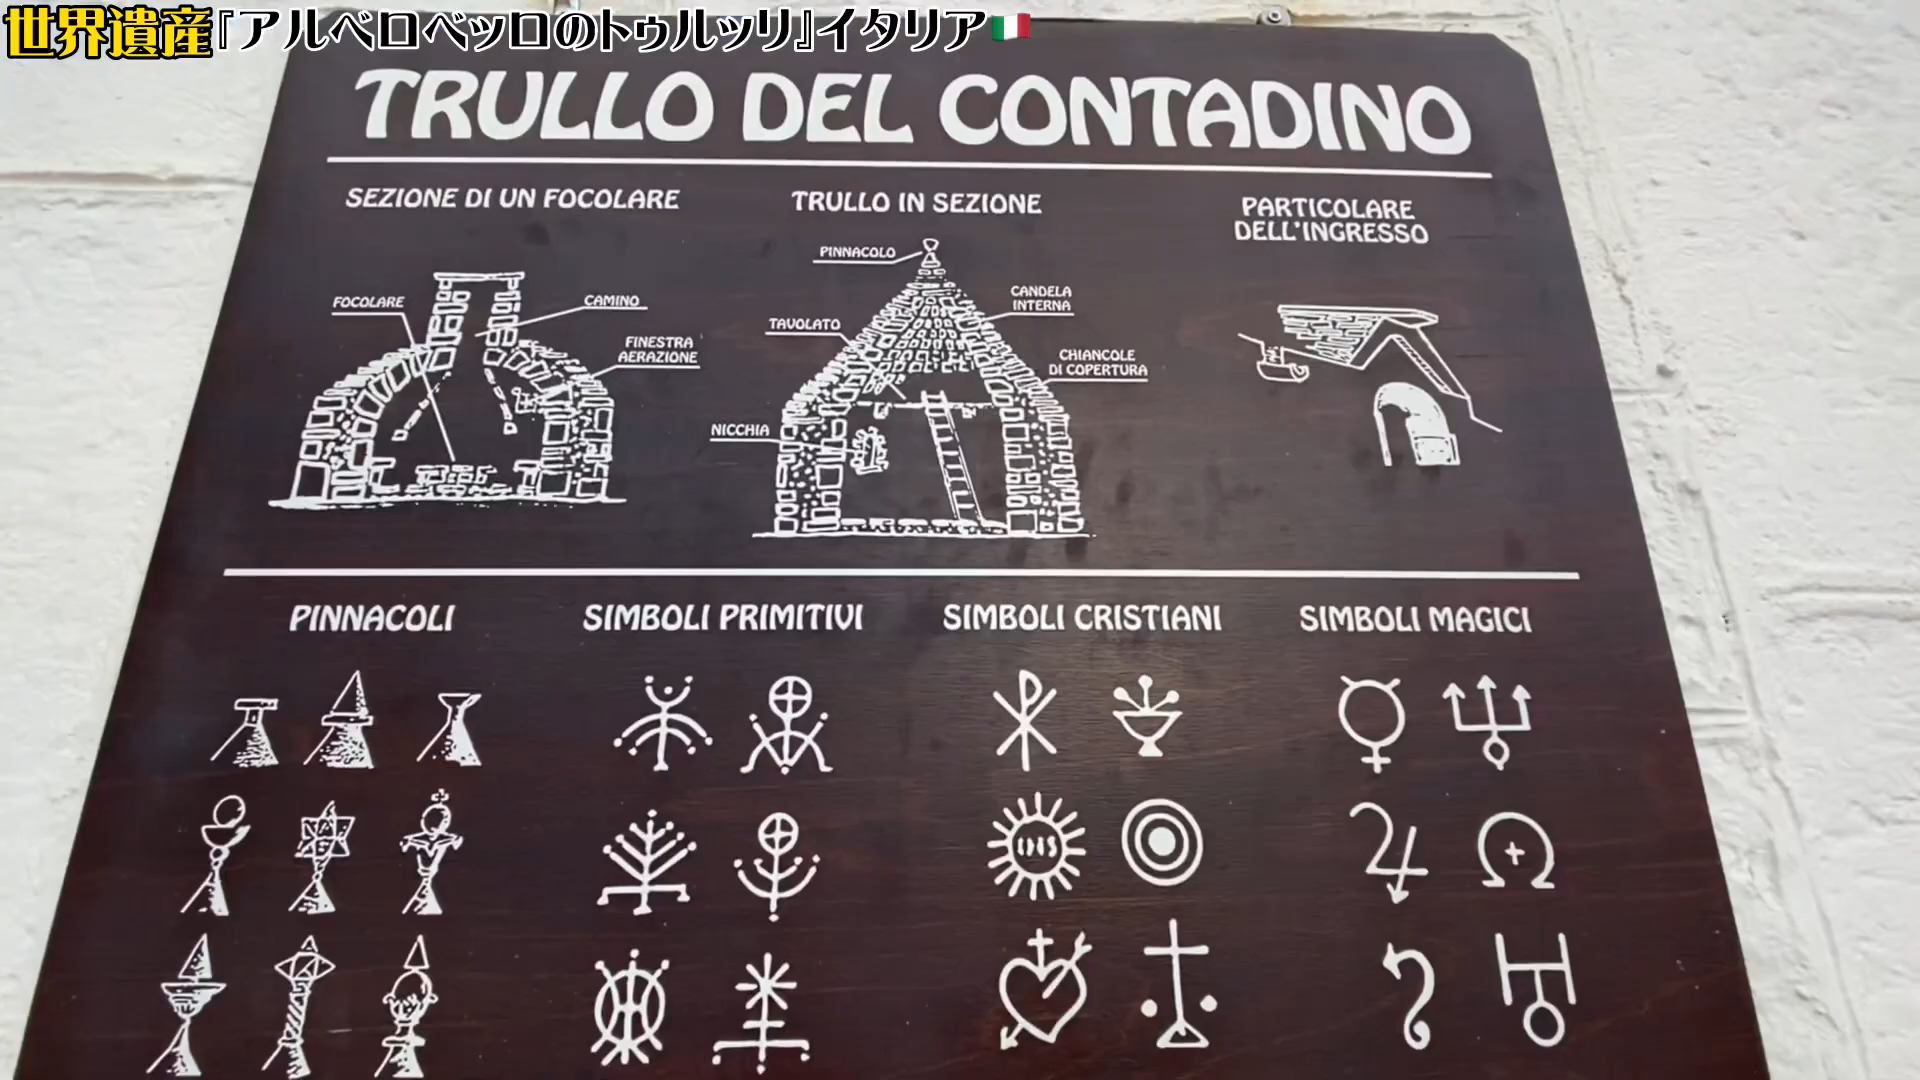 世界遺産『アルベロベッロのトゥルッリ』イタリア🇮🇹
TRULLO DEL CONTADINO
SEZIONE DI UN FOCOLARE
TRULLO IN SEZIONE
PARTICOLARE
DELL'INGRESSO
FOCOLARE
CAMINO
FINESTRA
AERAZIONE
PINNACOLO
CANDELA
INTERNA
TAVOLATO
CHIANCOLE
DI COPERTURA
NICCHIA
PINNACOLI
SIMBOLI PRIMITIVI
SIMBOLI CRISTIANI
SIMBOLI MAGICI